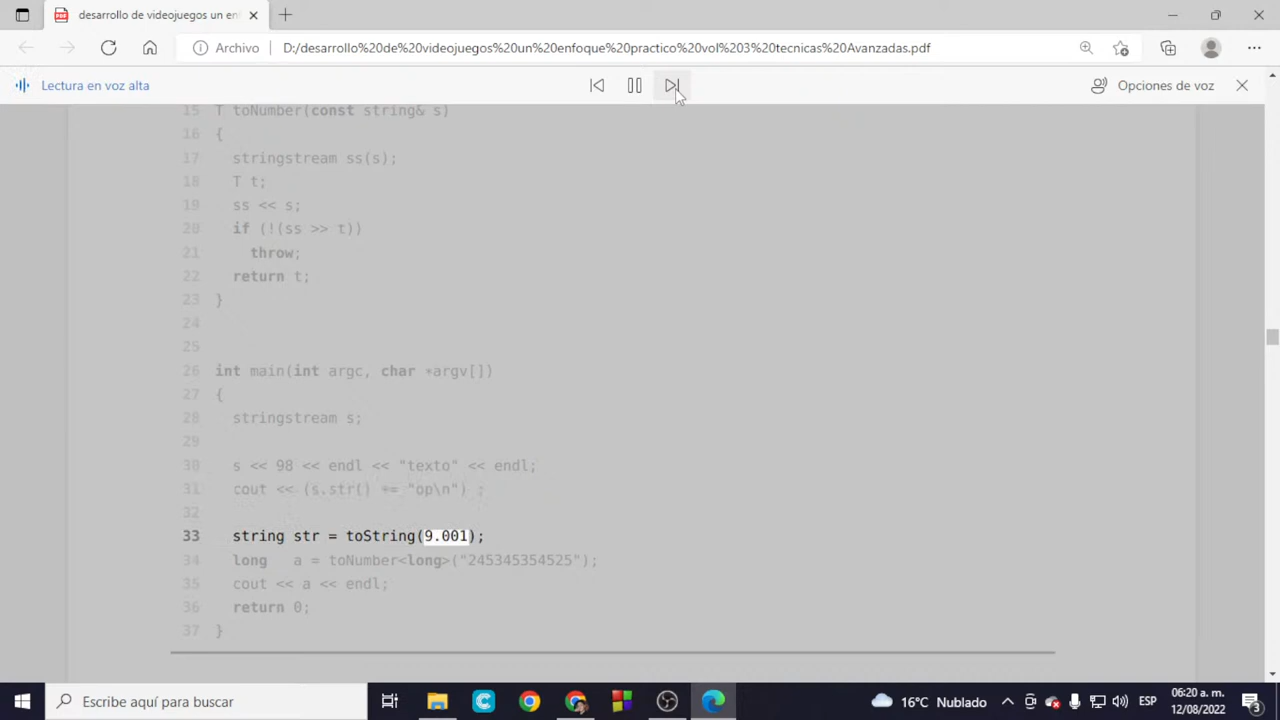 desarrollo de videojuegos un en
Archivo D:/desarrollo%20de%20videojuegos%20un%20enfoque%20practico%20vol%203%20tecnicas%20Avanzadas.pdf
Lectura en voz alta Opciones de voz
15 T toNumber(const string& s)
16 {
17 stringstream ss(s);
18 T t;
19 ss << s;
20 if (!(ss >> t))
21 throw;
22 return t;
23 }
24
25
26 int main(int argc, char *argv[])
27 {
28 stringstream s;
29
30 s << 98 << endl << "texto" << endl;
31 cout << (s.str() += "op\n") ;
32
33 string str = toString(9.001);
34 long a = toNumber<long>("245345354525");
35 cout << a << endl;
36 return 0;
37 }
Escribe aquí para buscar 16°C Nublado ESP 06:20 a. m.
12/08/2022 3